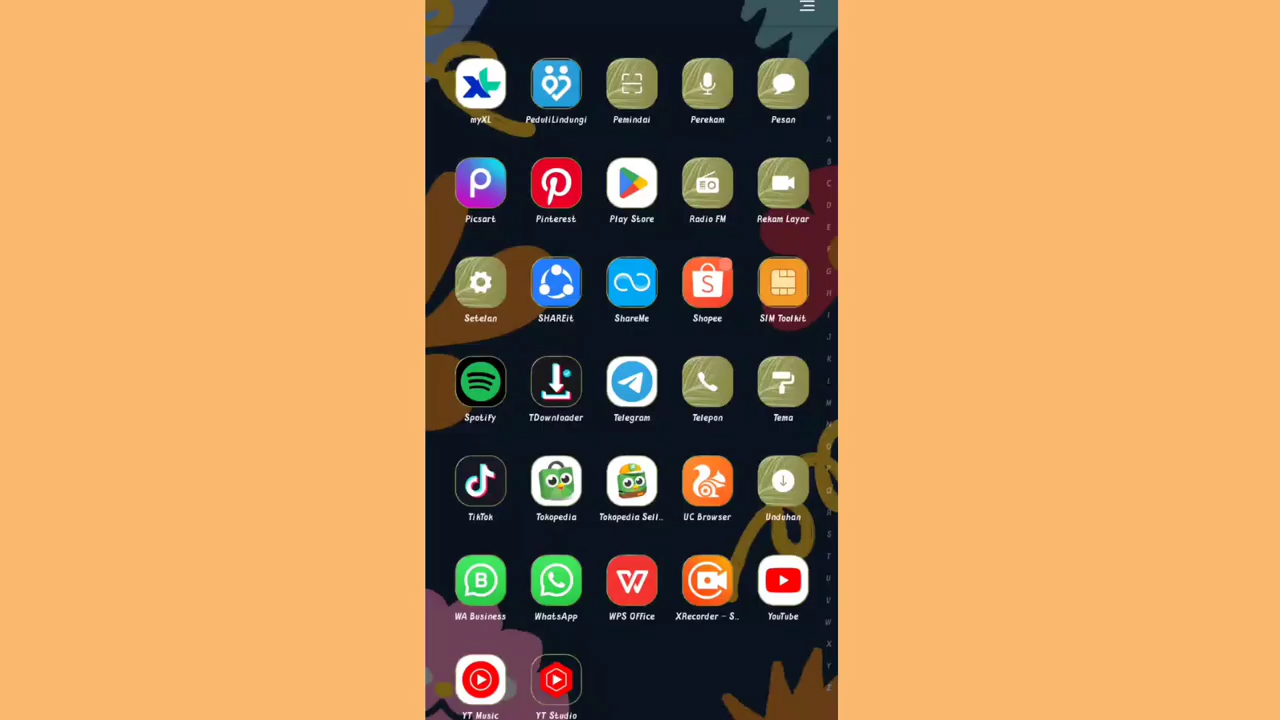 myXL PeduliLindungi Pemindai Perekam Pesan
Picsart Pinterest Play Store Radio FM Rekam Layar
Setelan SHAREit ShareMe Shopee SIM Toolkit
Spotify TDownloader Telegram Telepon Tema
TikTok Tokopedia Tokopedia Sell.. UC Browser Unduhan
WA Business WhatsApp WPS Office XRecorder - S.. YouTube
YT Music YT Studio